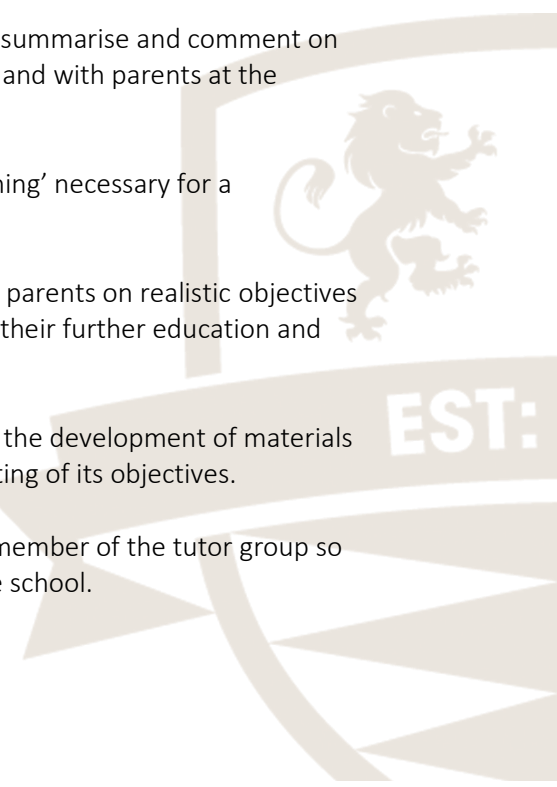 summarise and comment on
and with parents at the
ning’ necessary for a
parents on realistic objectives
their further education and
EST:
the development of materials
ting of its objectives.
member of the tutor group so
e school.